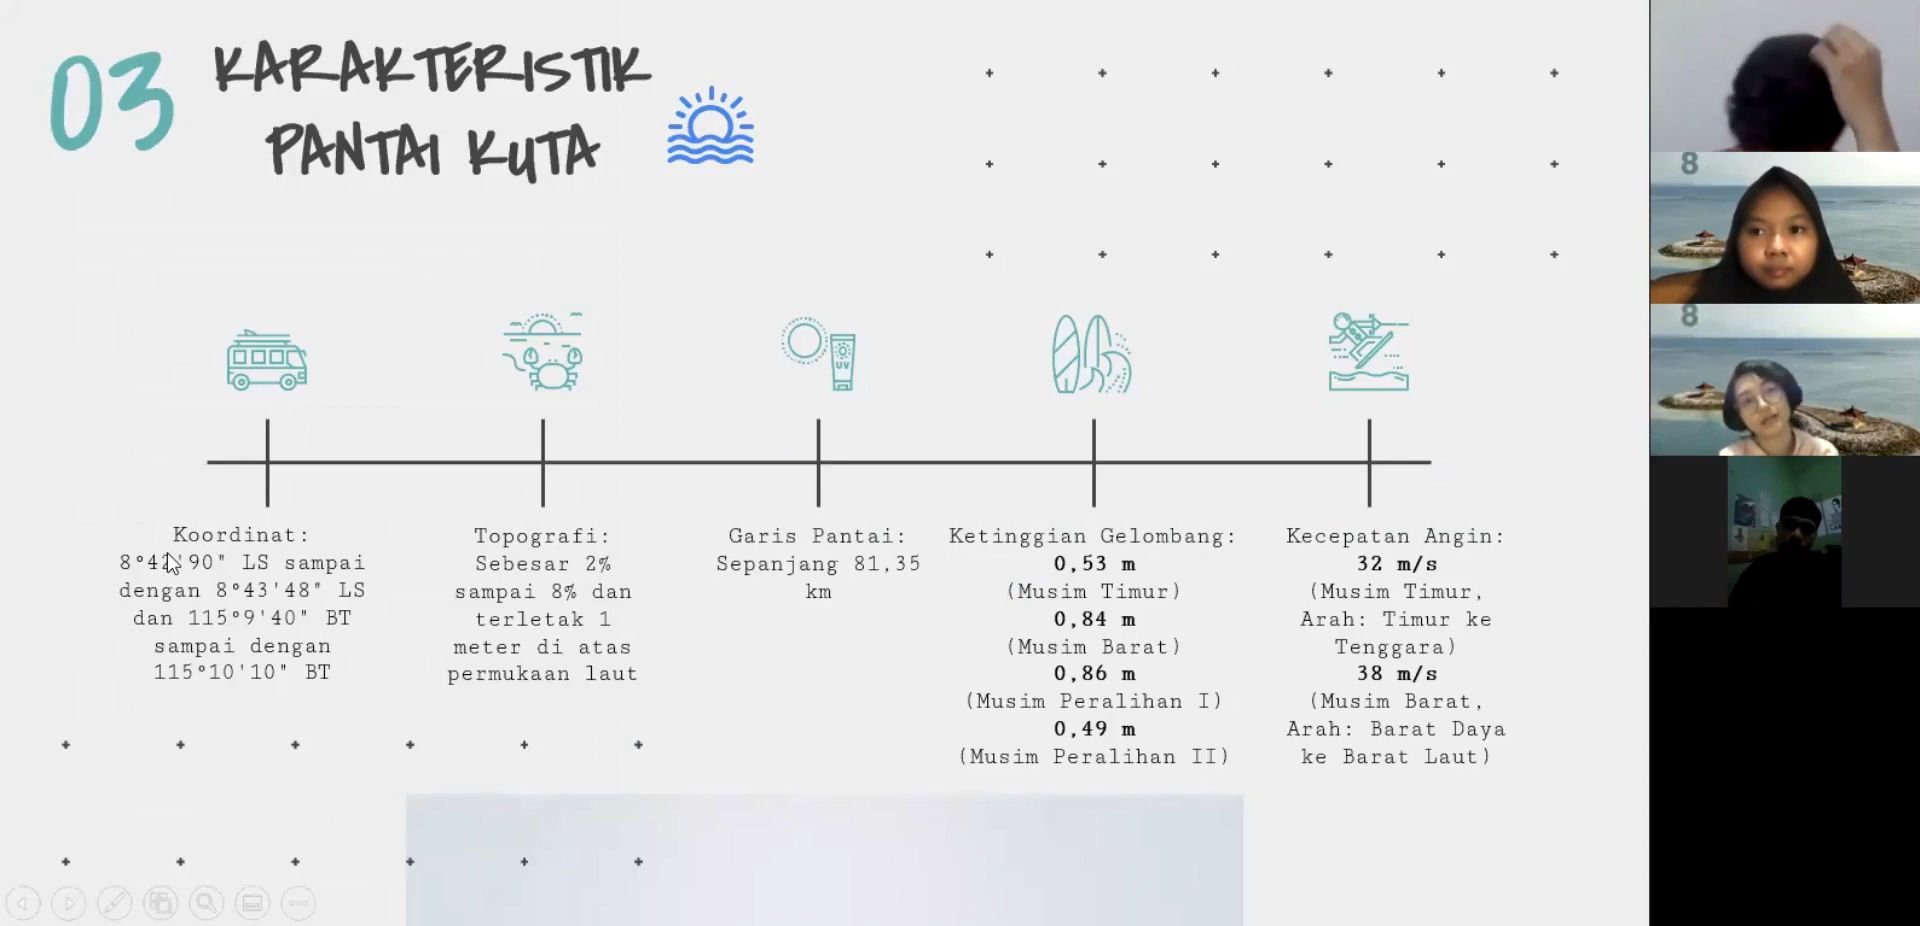 03
KARAKTERISTIK
PANTAI KUTA
UV
Koordinat:
LS sampai
dengan 8°43'48" LS
dan 115°9'40" BT
sampai dengan
115°10'10" BT
Topografi:
Sebesar 2%
sampai 8% dan
terletak 1
meter di atas
permukaan laut
Garis Pantai:
Sepanjang 81,35
km
Ketinggian Gelombang:
0,53 m
(Musim Timur)
0,84 m
(Musim Barat)
0,86 m
(Musim Peralihan I)
0,49 m
(Musim Peralihan II)
Kecepatan Angin:
32 m/s
(Musim Timur,
Arah: Timur ke
Tenggara)
38 m/s
(Musim Barat,
Arah: Barat Daya
ke Barat Laut)
8
8